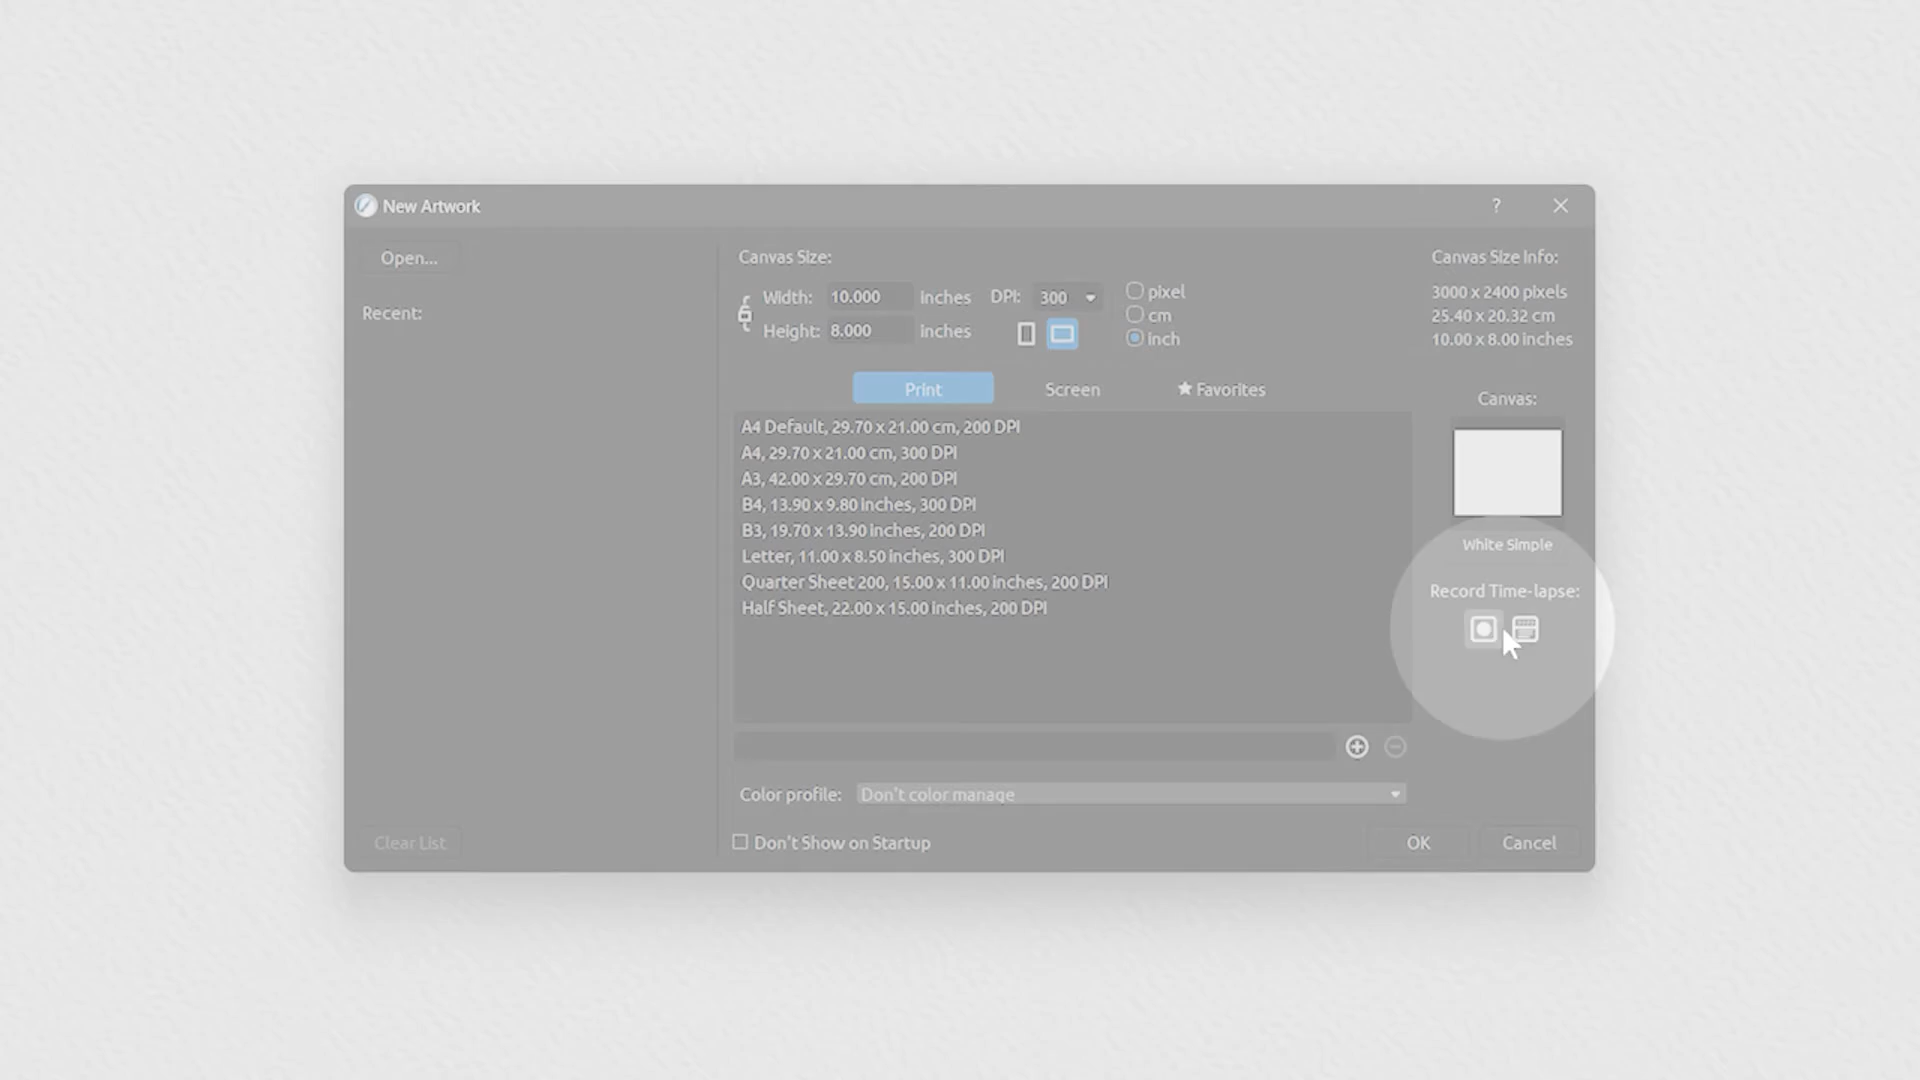 New Artwork
?
Open...
Recent:
Clear List
Canvas Size:
Width: 10.000 inches DPI: 300
Height: 8.000 inches
pixel
cm
inch
Print Screen Favorites
A4 Default, 29.70 x 21.00 cm, 200 DPI
A4, 29.70 x 21.00 cm, 300 DPI
A3, 42.00 x 29.70 cm, 200 DPI
B4, 13.90 x 9.80 inches, 300 DPI
B3, 19.70 x 13.90 inches, 200 DPI
Letter, 11.00 x 8.50 inches, 300 DPI
Quarter Sheet 200, 15.00 x 11.00 inches, 200 DPI
Half Sheet, 22.00 x 15.00 inches, 200 DPI
Color profile: Don't color manage
Don't Show on Startup
Canvas Size Info:
3000 x 2400 pixels
25.40 x 20.32 cm
10.00 x 8.00 inches
Canvas:
White Simple
Record Time-lapse:
OK Cancel